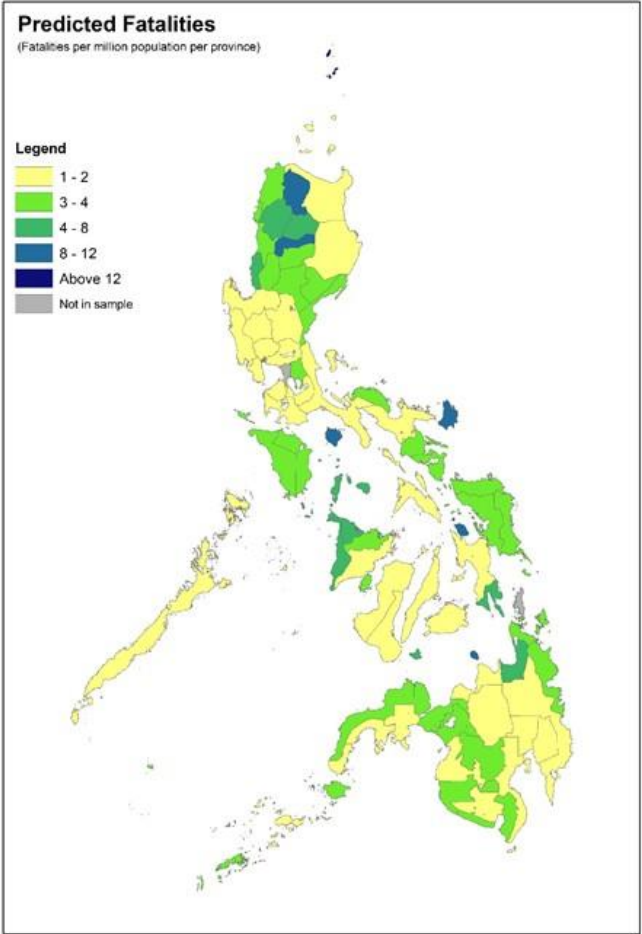 Predicted Fatalities
(Fatalities per million population per province)
Legend
1 - 2
3 - 4
4 - 8
8 - 12
Above 12
Not in sample